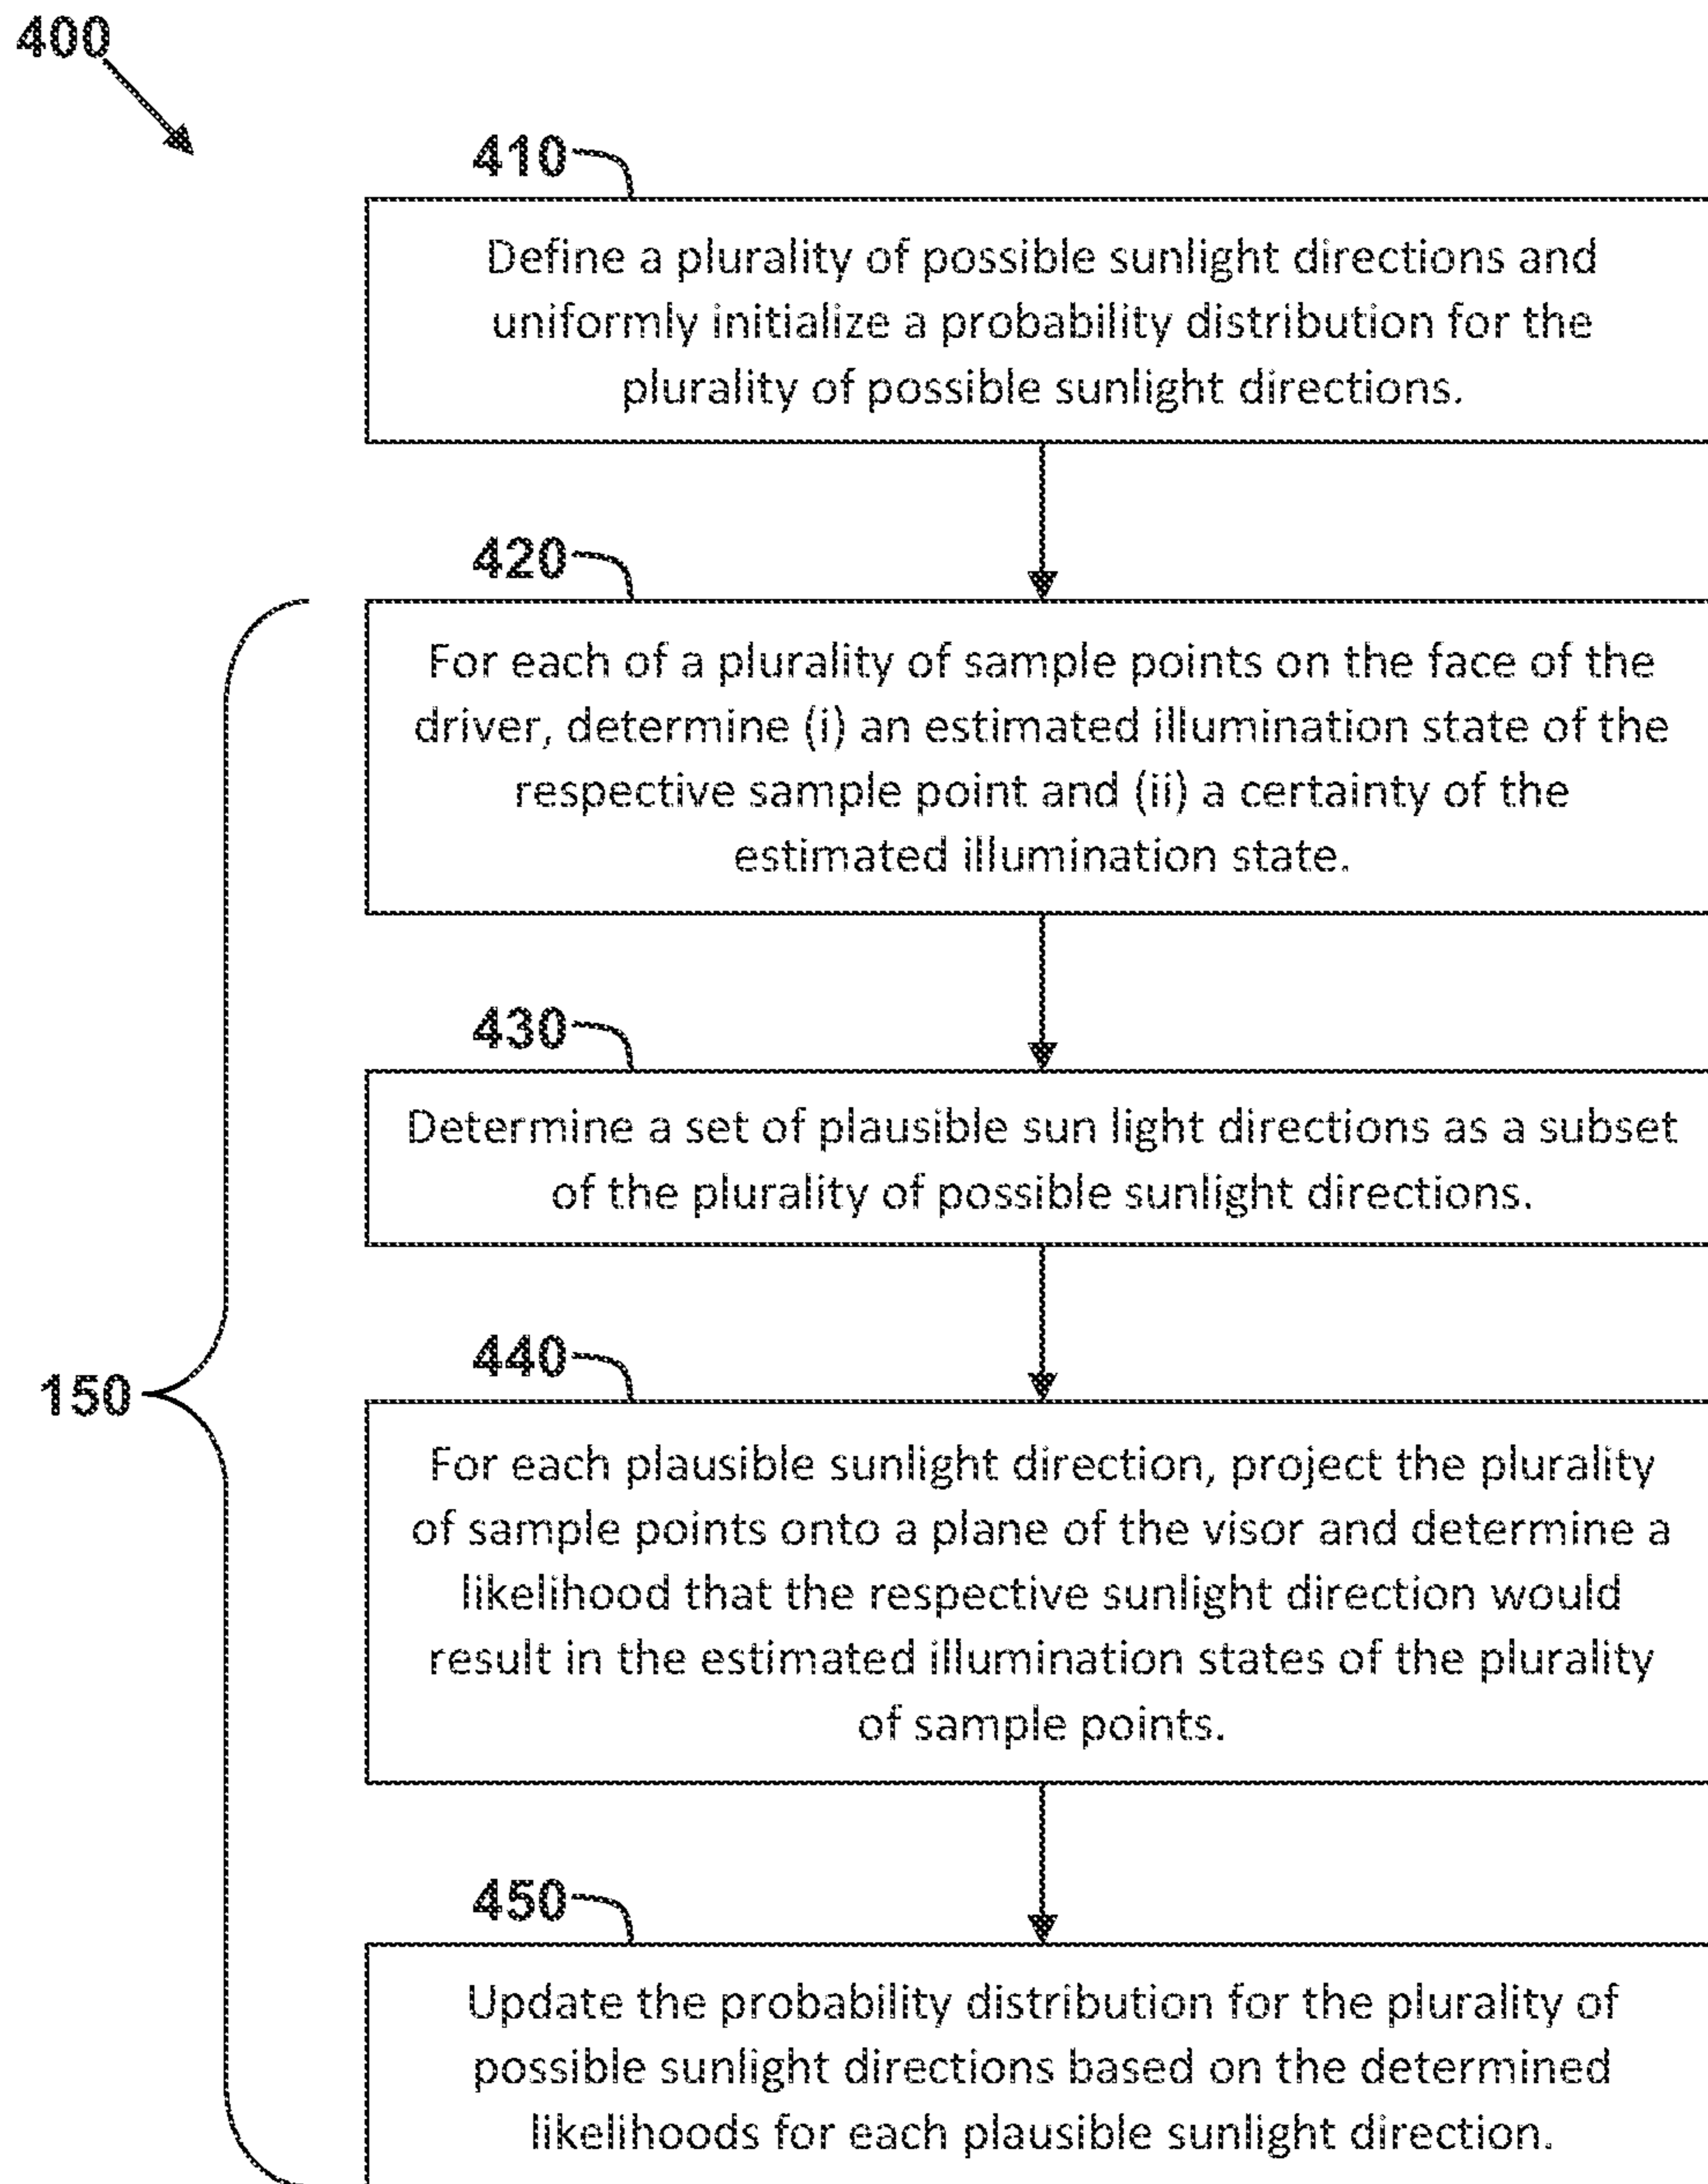 400
410
Define a plurality of possible sunlight directions and
uniformly initialize a probability distribution for the
plurality of possible sunlight directions.
420
For each of a plurality of sample points on the face of the
driver, determine (i) an estimated illumination state of the
respective sample point and (ii) a certainty of the
estimated illumination state.
430
Determine a set of plausible sun light directions as a subset
of the plurality of possible sunlight directions.
440
150
For each plausible sunlight direction, project the plurality
of sample points onto a plane of the visor and determine a
likelihood that the respective sunlight direction would
result in the estimated illumination states of the plurality
of sample points.
450
Update the probability distribution for the plurality of
possible sunlight directions based on the determined
likelihoods for each plausible sunlight direction.